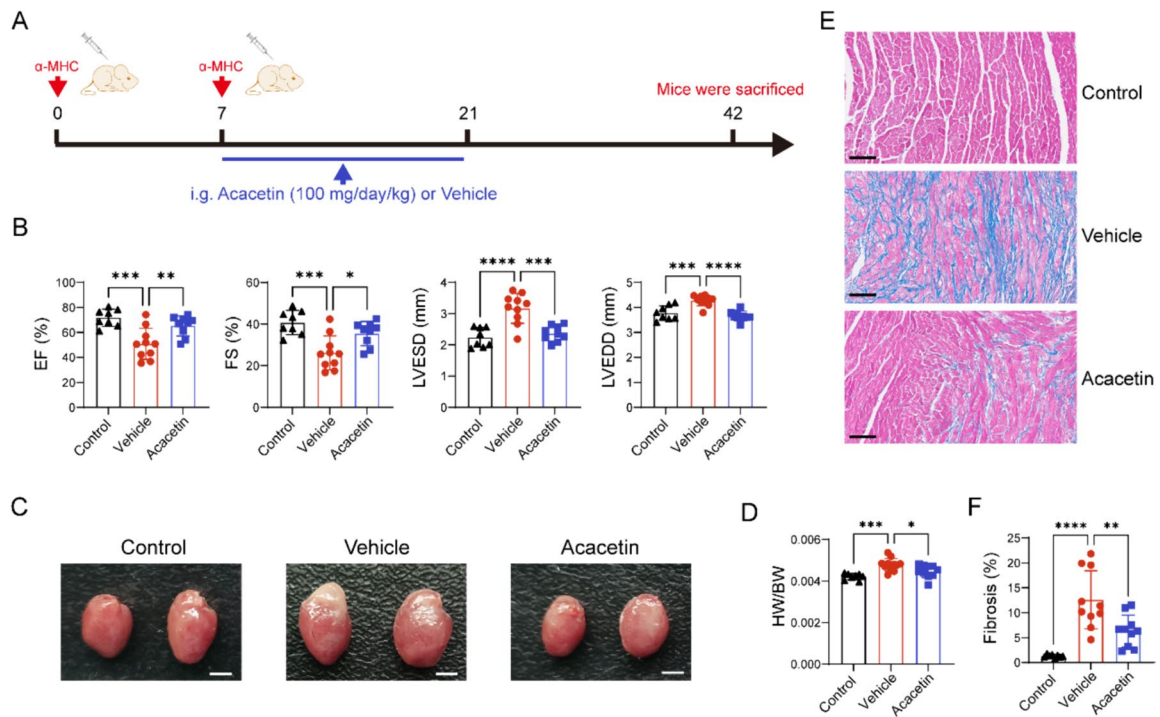 A
α-MHC
α-MHC
Mice were sacrificed
0
7
21
42
i.g. Acacetin (100 mg/day/kg) or Vehicle
B
EF (%)
100
80
60
40
20
0
*** **
Control
Vehicle
Acacetin
FS (%)
60
40
20
0
*** *
Control
Vehicle
Acacetin
LVESD (mm)
4
3
2
1
0
**** ***
Control
Vehicle
Acacetin
LVEDD (mm)
5
4
3
2
1
0
*** ****
Control
Vehicle
Acacetin
C
Control Vehicle Acacetin
D
HW/BW
0.006
0.004
0.002
0.000
*** *
Control
Vehicle
Acacetin
E
Control
Vehicle
Acacetin
F
Fibrosis (%)
25
20
15
10
5
0
**** **
Control
Vehicle
Acacetin